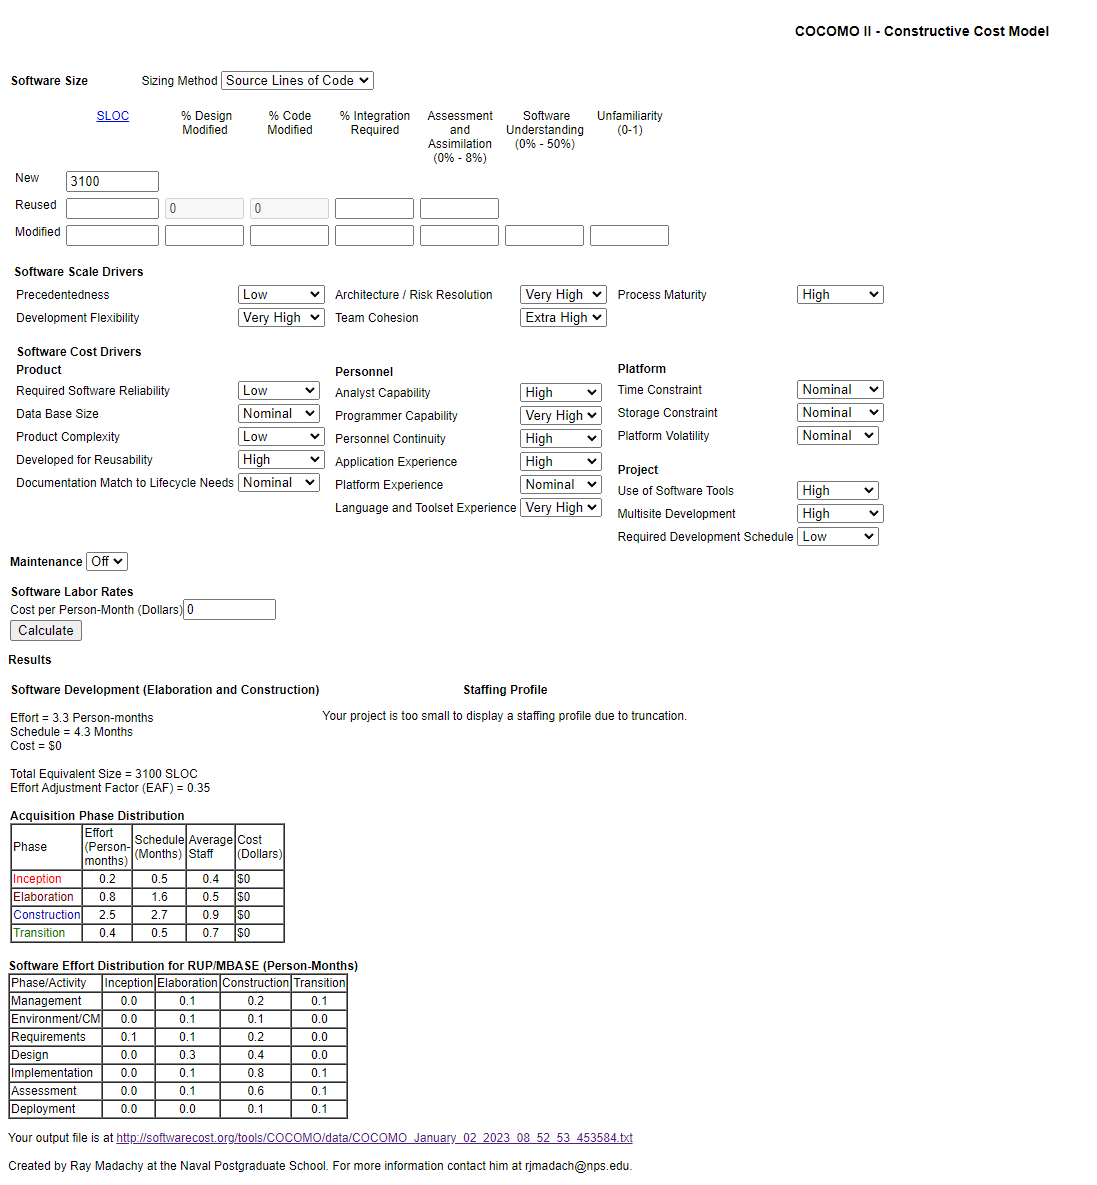 COCOMO II - Constructive Cost Model
Software Size Sizing Method Source Lines of Code
SLOC % Design Modified % Code Modified % Integration Required Assessment and Assimilation (0% - 8%) Software Understanding (0% - 50%) Unfamiliarity (0-1)
New 3100
Reused 0 0
Modified
Software Scale Drivers
Precedentedness Low Architecture / Risk Resolution Very High Process Maturity High
Development Flexibility Very High Team Cohesion Extra High
Software Cost Drivers
Product
Required Software Reliability Low
Data Base Size Nominal
Product Complexity Low
Developed for Reusability High
Documentation Match to Lifecycle Needs Nominal
Personnel
Analyst Capability High
Programmer Capability Very High
Personnel Continuity High
Application Experience High
Platform Experience Nominal
Language and Toolset Experience Very High
Platform
Time Constraint Nominal
Storage Constraint Nominal
Platform Volatility Nominal
Project
Use of Software Tools High
Multisite Development High
Required Development Schedule Low
Maintenance Off
Software Labor Rates
Cost per Person-Month (Dollars) 0
Calculate
Results
Software Development (Elaboration and Construction)
Effort = 3.3 Person-months
Schedule = 4.3 Months
Cost = $0
Total Equivalent Size = 3100 SLOC
Effort Adjustment Factor (EAF) = 0.35
Staffing Profile
Your project is too small to display a staffing profile due to truncation.
Acquisition Phase Distribution
Phase Effort (Person-months) Schedule (Months) Average Staff Cost (Dollars)
Inception 0.2 0.5 0.4 $0
Elaboration 0.8 1.6 0.5 $0
Construction 2.5 2.7 0.9 $0
Transition 0.4 0.5 0.7 $0
Software Effort Distribution for RUP/MBASE (Person-Months)
Phase/Activity Inception Elaboration Construction Transition
Management 0.0 0.1 0.2 0.1
Environment/CM 0.0 0.1 0.1 0.0
Requirements 0.1 0.1 0.2 0.0
Design 0.0 0.3 0.4 0.0
Implementation 0.0 0.1 0.8 0.1
Assessment 0.0 0.1 0.6 0.1
Deployment 0.0 0.0 0.1 0.1
Your output file is at http://softwarecost.org/tools/COCOMO/data/COCOMO_January_02_2023_08_52_53_453584.txt
Created by Ray Madachy at the Naval Postgraduate School. For more information contact him at rjmadach@nps.edu.